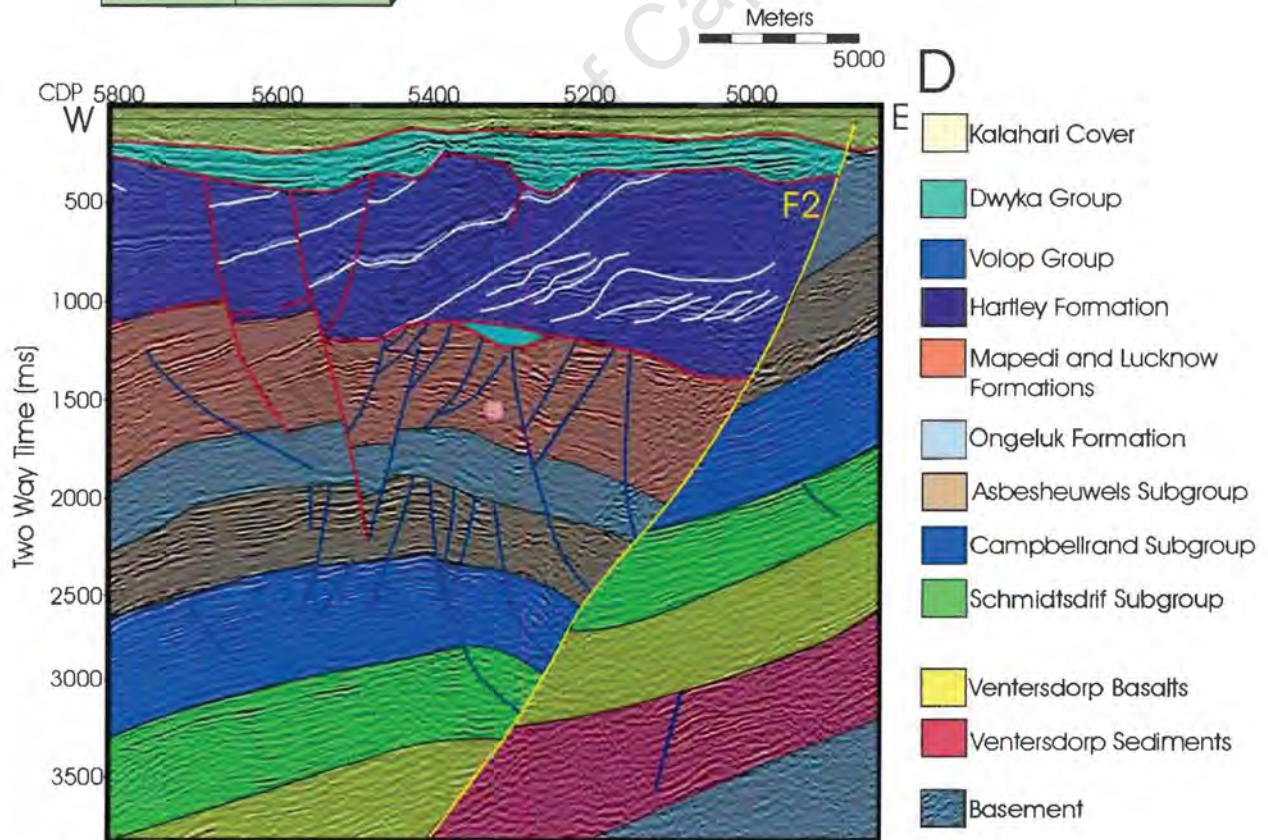 Meters
5000
D
CDP 5800 5600 5400 5200 5000
W
E
Kalahari Cover
Dwyka Group
500
F2
Volop Group
1000
Hartley Formation
Mapedi and Lucknow
Formations
1500
Ongeluk Formation
2000
Asbesheuwels Subgroup
Campbellrand Subgroup
2500
Schmidtsdrif Subgroup
3000
Ventersdorp Basalts
Ventersdorp Sediments
3500
Basement
Two Way Time (ms)
of Ca